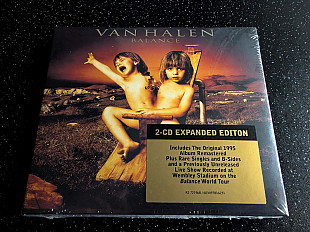 VAN HALEN
BALANCE
2-CD EXPANDED EDITON
Includes The Original 1995
Album Remastered
Plus Rare Singles and B-Sides
and a Previously Unreleased
Live Show Recorded at
Wembley Stadium on the
Balance World Tour